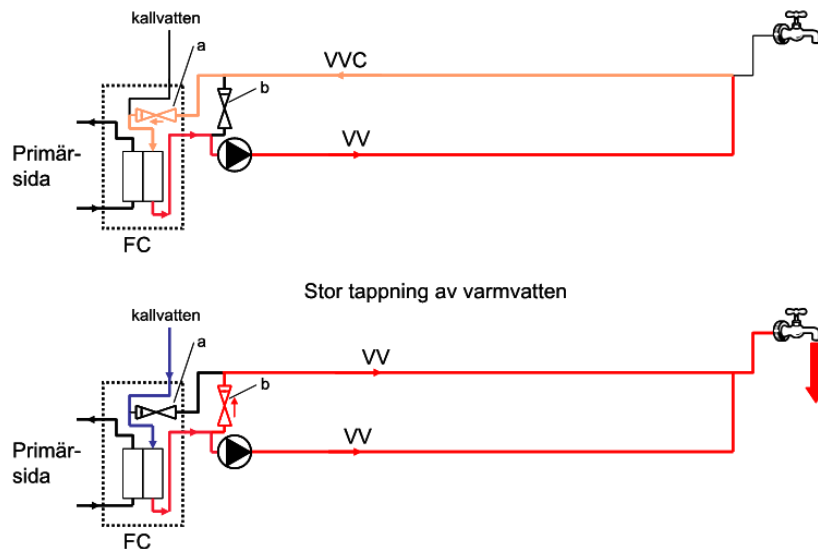 kallvatten
a
VVC
b
VV
Primär-
sida
FC
Stor tappning av varmvatten
kallvatten
a
VV
b
VV
Primär-
sida
FC